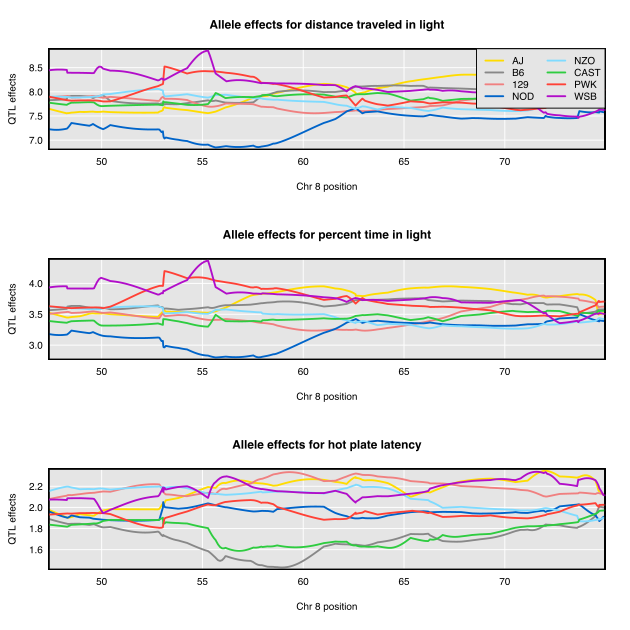 Allele effects for distance traveled in light
QTL effects
8.5
8.0
7.5
7.0
AJ
B6
129
NOD
NZO
CAST
PWK
WSB
50 55 60 65 70
Chr 8 position
Allele effects for percent time in light
QTL effects
4.0
3.5
3.0
50 55 60 65 70
Chr 8 position
Allele effects for hot plate latency
QTL effects
2.2
2.0
1.8
1.6
50 55 60 65 70
Chr 8 position